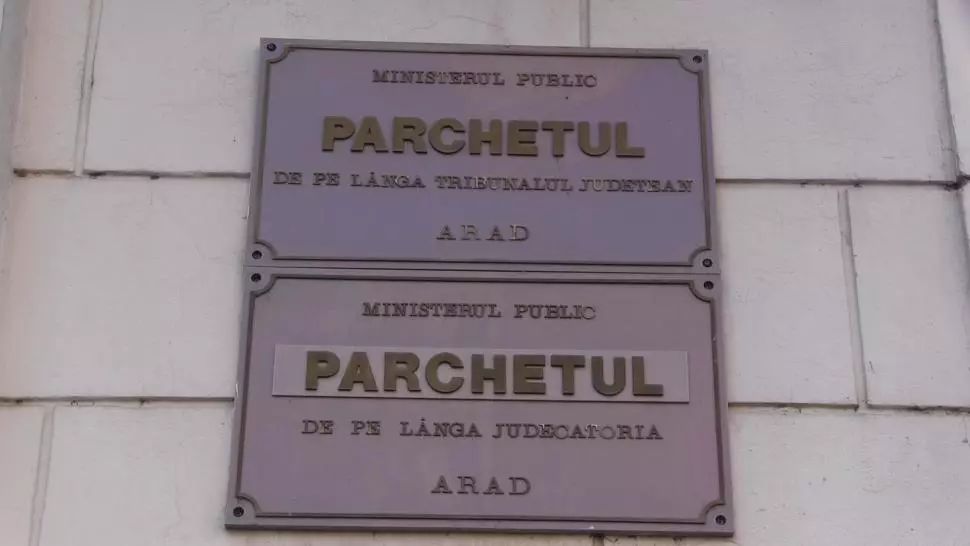 MINISTERUL PUBLIC
PARCHETUL
DE PE LÂNGA TRIBUNALUL JUDETEAN
ARAD
MINISTERUL PUBLIC
PARCHETUL
DE PE LÂNGA JUDECATORIA
ARAD